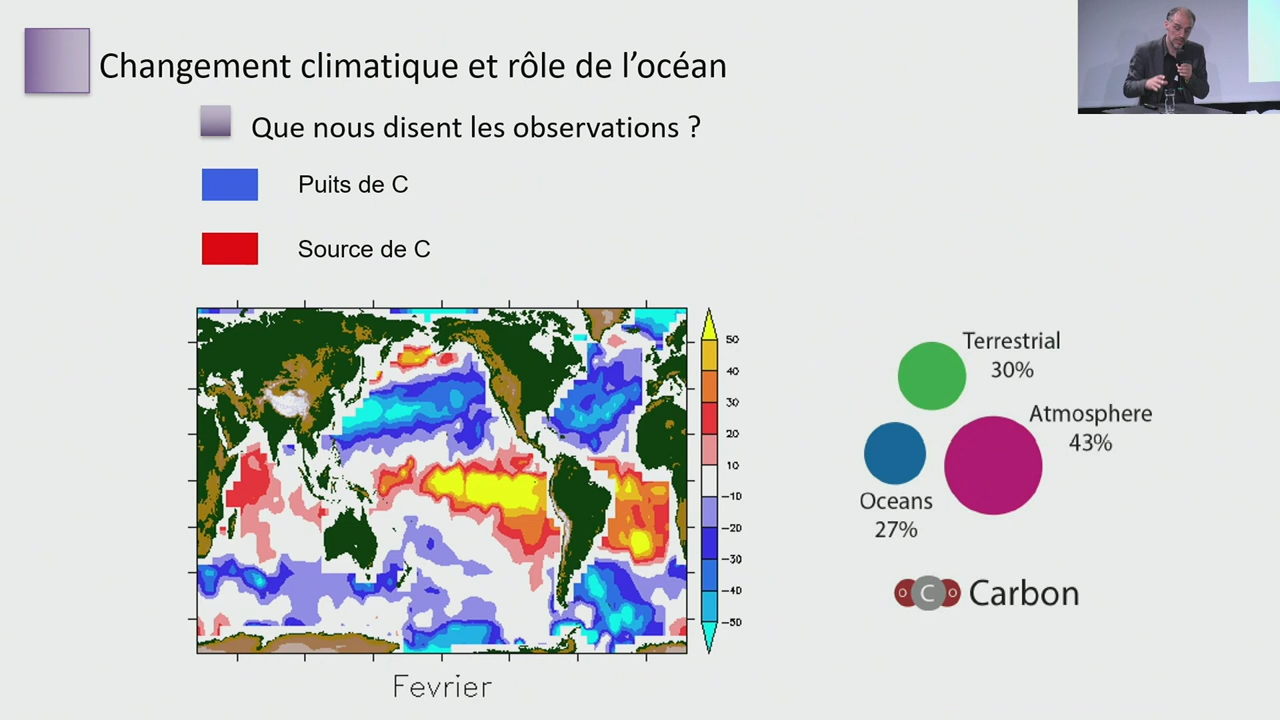 Changement climatique et rôle de l'océan
Que nous disent les observations ?
Puits de C
Source de C
50
40
30
20
10
-10
-20
-30
-40
-50
Fevrier
Terrestrial
30%
Atmosphere
43%
Oceans
27%
O C O Carbon